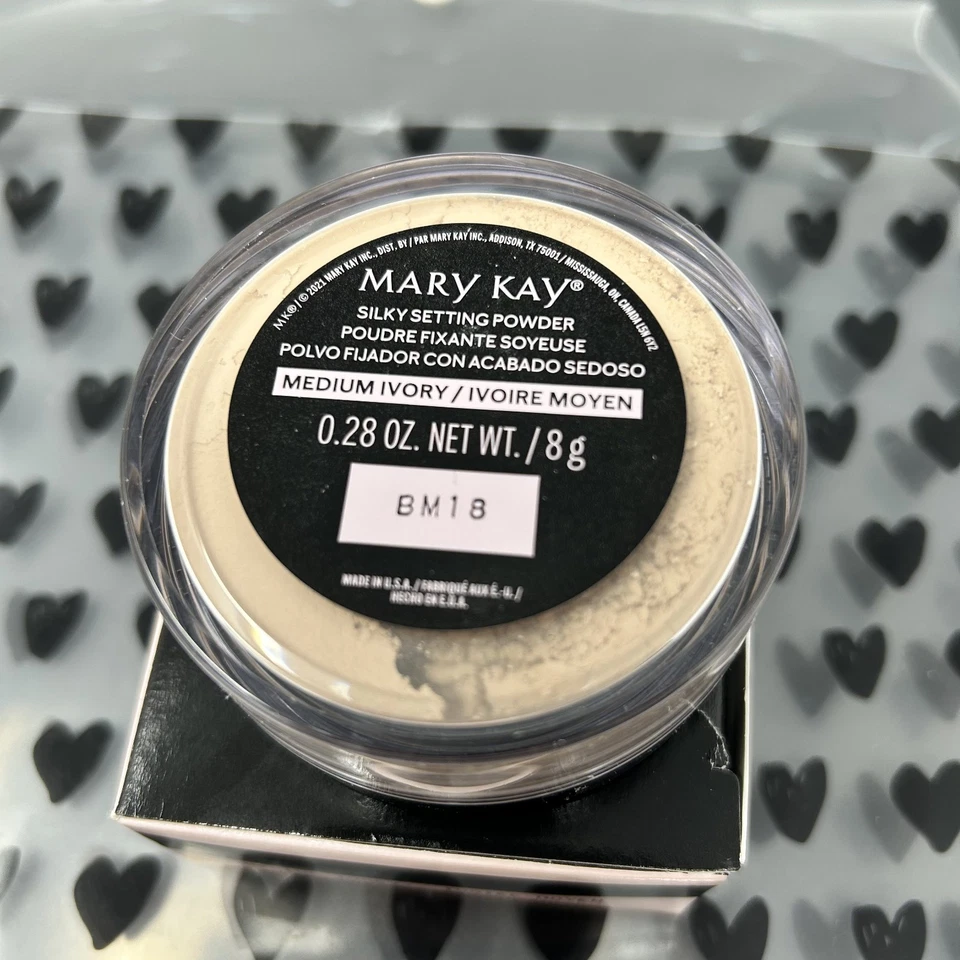 MK®/© 2021 MARY KAY INC., DIST. BY / PAR MARY KAY INC., ADDISON, TX 75001 / MISSISSAUGA, ON, CANADA L5N 6T2
MARY KAY®
SILKY SETTING POWDER
POUDRE FIXANTE SOYEUSE
POLVO FIJADOR CON ACABADO SEDOSO
MEDIUM IVORY / IVOIRE MOYEN
0.28 OZ. NET WT. / 8 g
BM18
MADE IN U.S.A. / FABRIQUÉ AUX É.-U. /
HECHO EN E.U.A.